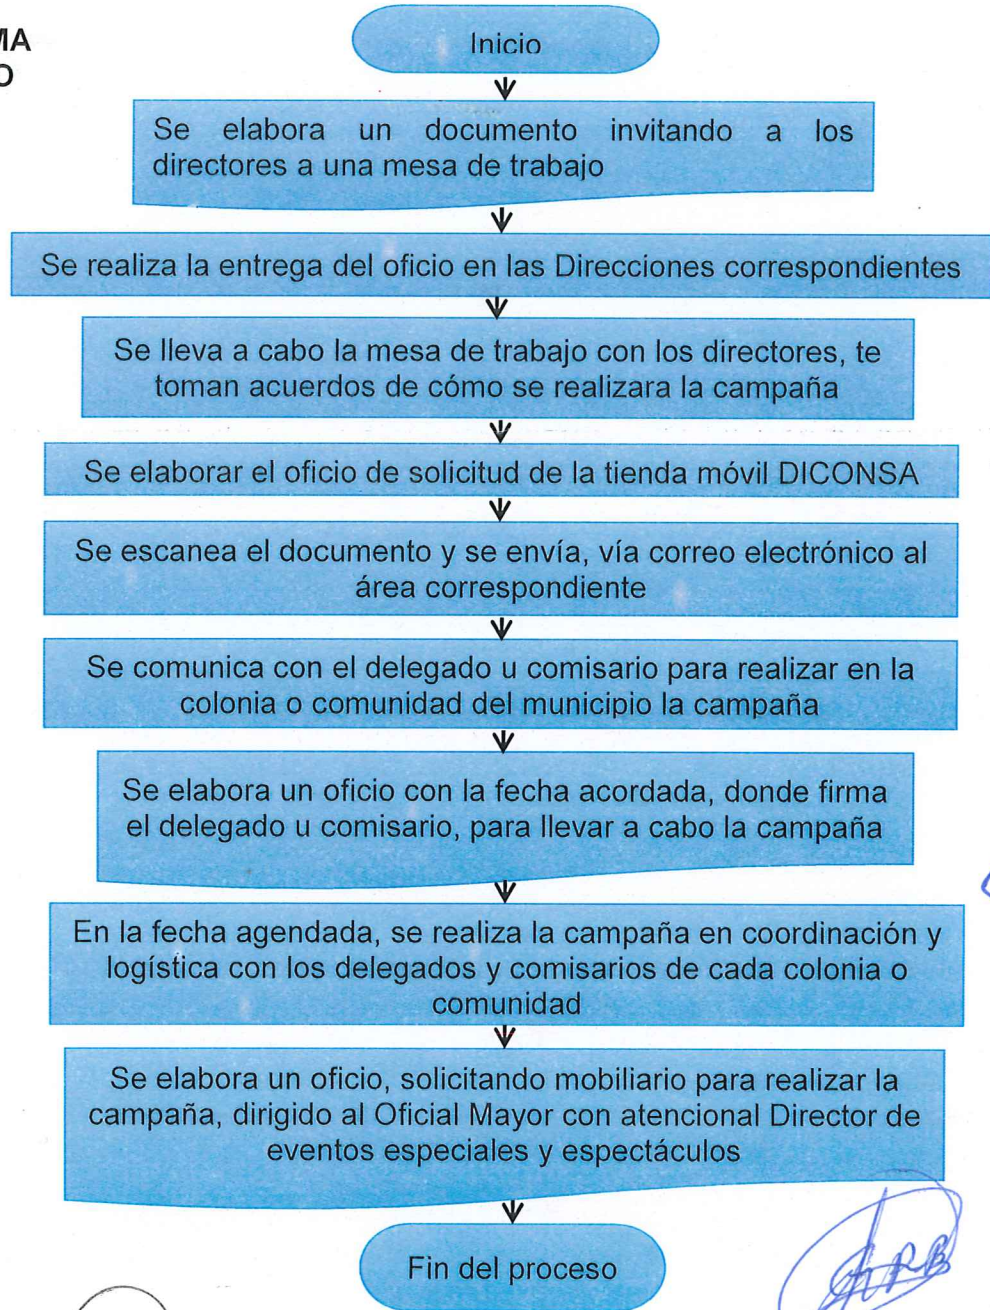 MA
O
Inicio
Se elabora un documento invitando a los
directores a una mesa de trabajo
Se realiza la entrega del oficio en las Direcciones correspondientes
Se lleva a cabo la mesa de trabajo con los directores, te
toman acuerdos de cómo se realizara la campaña
Se elaborar el oficio de solicitud de la tienda móvil DICONSA
Se escanea el documento y se envía, vía correo electrónico al
área correspondiente
Se comunica con el delegado u comisario para realizar en la
colonia o comunidad del municipio la campaña
Se elabora un oficio con la fecha acordada, donde firma
el delegado u comisario, para llevar a cabo la campaña
En la fecha agendada, se realiza la campaña en coordinación y
logística con los delegados y comisarios de cada colonia o
comunidad
Se elabora un oficio, solicitando mobiliario para realizar la
campaña, dirigido al Oficial Mayor con atencional Director de
eventos especiales y espectáculos
Fin del proceso